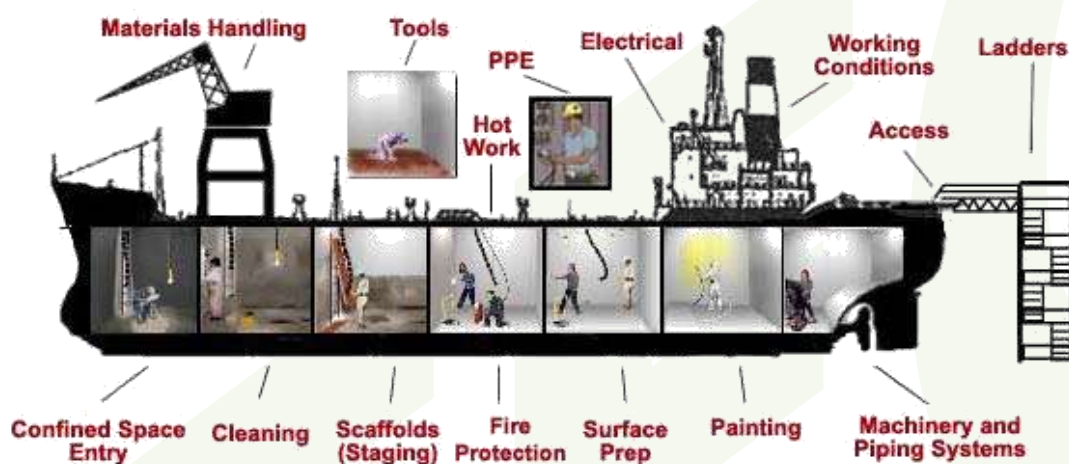 Materials Handling
Tools
PPE
Electrical
Working
Conditions
Ladders
Hot
Work
Access
Confined Space
Entry
Cleaning
Scaffolds
(Staging)
Fire
Protection
Surface
Prep
Painting
Machinery and
Piping Systems